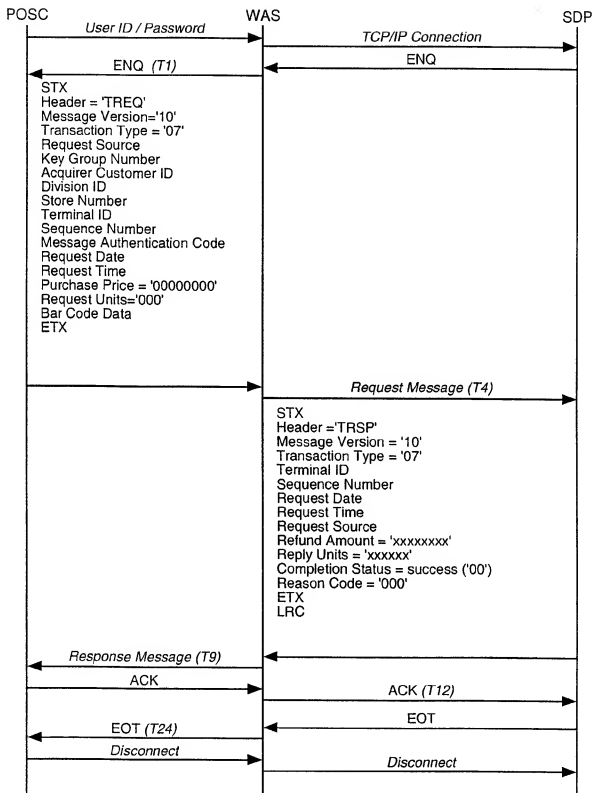 POSC WAS SDP
User ID / Password
TCP/IP Connection
ENQ (T1)
ENQ
STX
Header = 'TREQ'
Message Version='10'
Transaction Type = '07'
Request Source
Key Group Number
Acquirer Customer ID
Division ID
Store Number
Terminal ID
Sequence Number
Message Authentication Code
Request Date
Request Time
Purchase Price = '00000000'
Request Units='000'
Bar Code Data
ETX
Request Message (T4)
STX
Header ='TRSP'
Message Version = '10'
Transaction Type = '07'
Terminal ID
Sequence Number
Request Date
Request Time
Request Source
Refund Amount = 'xxxxxxxx'
Reply Units = 'xxxxxx'
Completion Status = success ('00')
Reason Code = '000'
ETX
LRC
Response Message (T9)
ACK
ACK (T12)
EOT
EOT (T24)
Disconnect
Disconnect